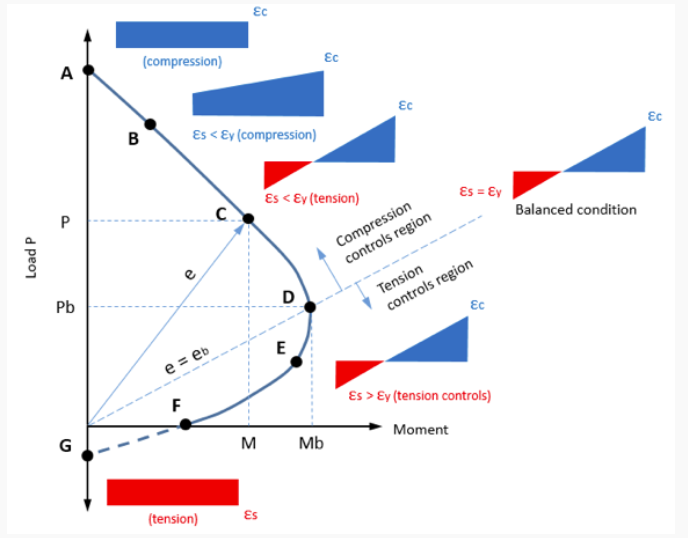 εc
A
(compression)
εc
B
εs < εy (compression)
εc
εc
εs < εy (tension)
εs = εy
Balanced condition
P
C
Compression
controls region
Load P
e
Tension
controls region
Pb
D
εc
E
e = eb
εs > εy (tension controls)
F
Moment
G
M
Mb
(tension)
εs